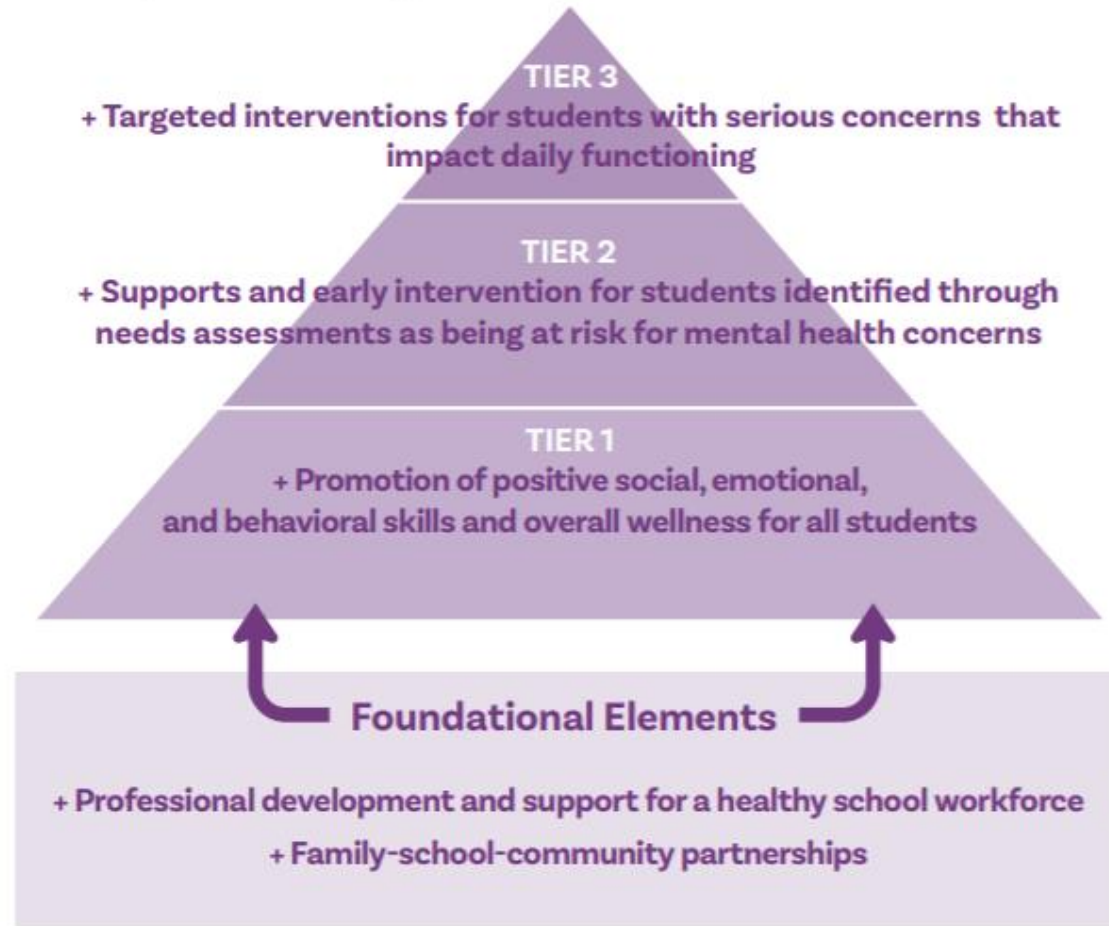 TIER 3
+ Targeted interventions for students with serious concerns that
impact daily functioning
TIER 2
+ Supports and early intervention for students identified through
needs assessments as being at risk for mental health concerns
TIER 1
+ Promotion of positive social, emotional,
and behavioral skills and overall wellness for all students
Foundational Elements
+ Professional development and support for a healthy school workforce
+ Family-school-community partnerships